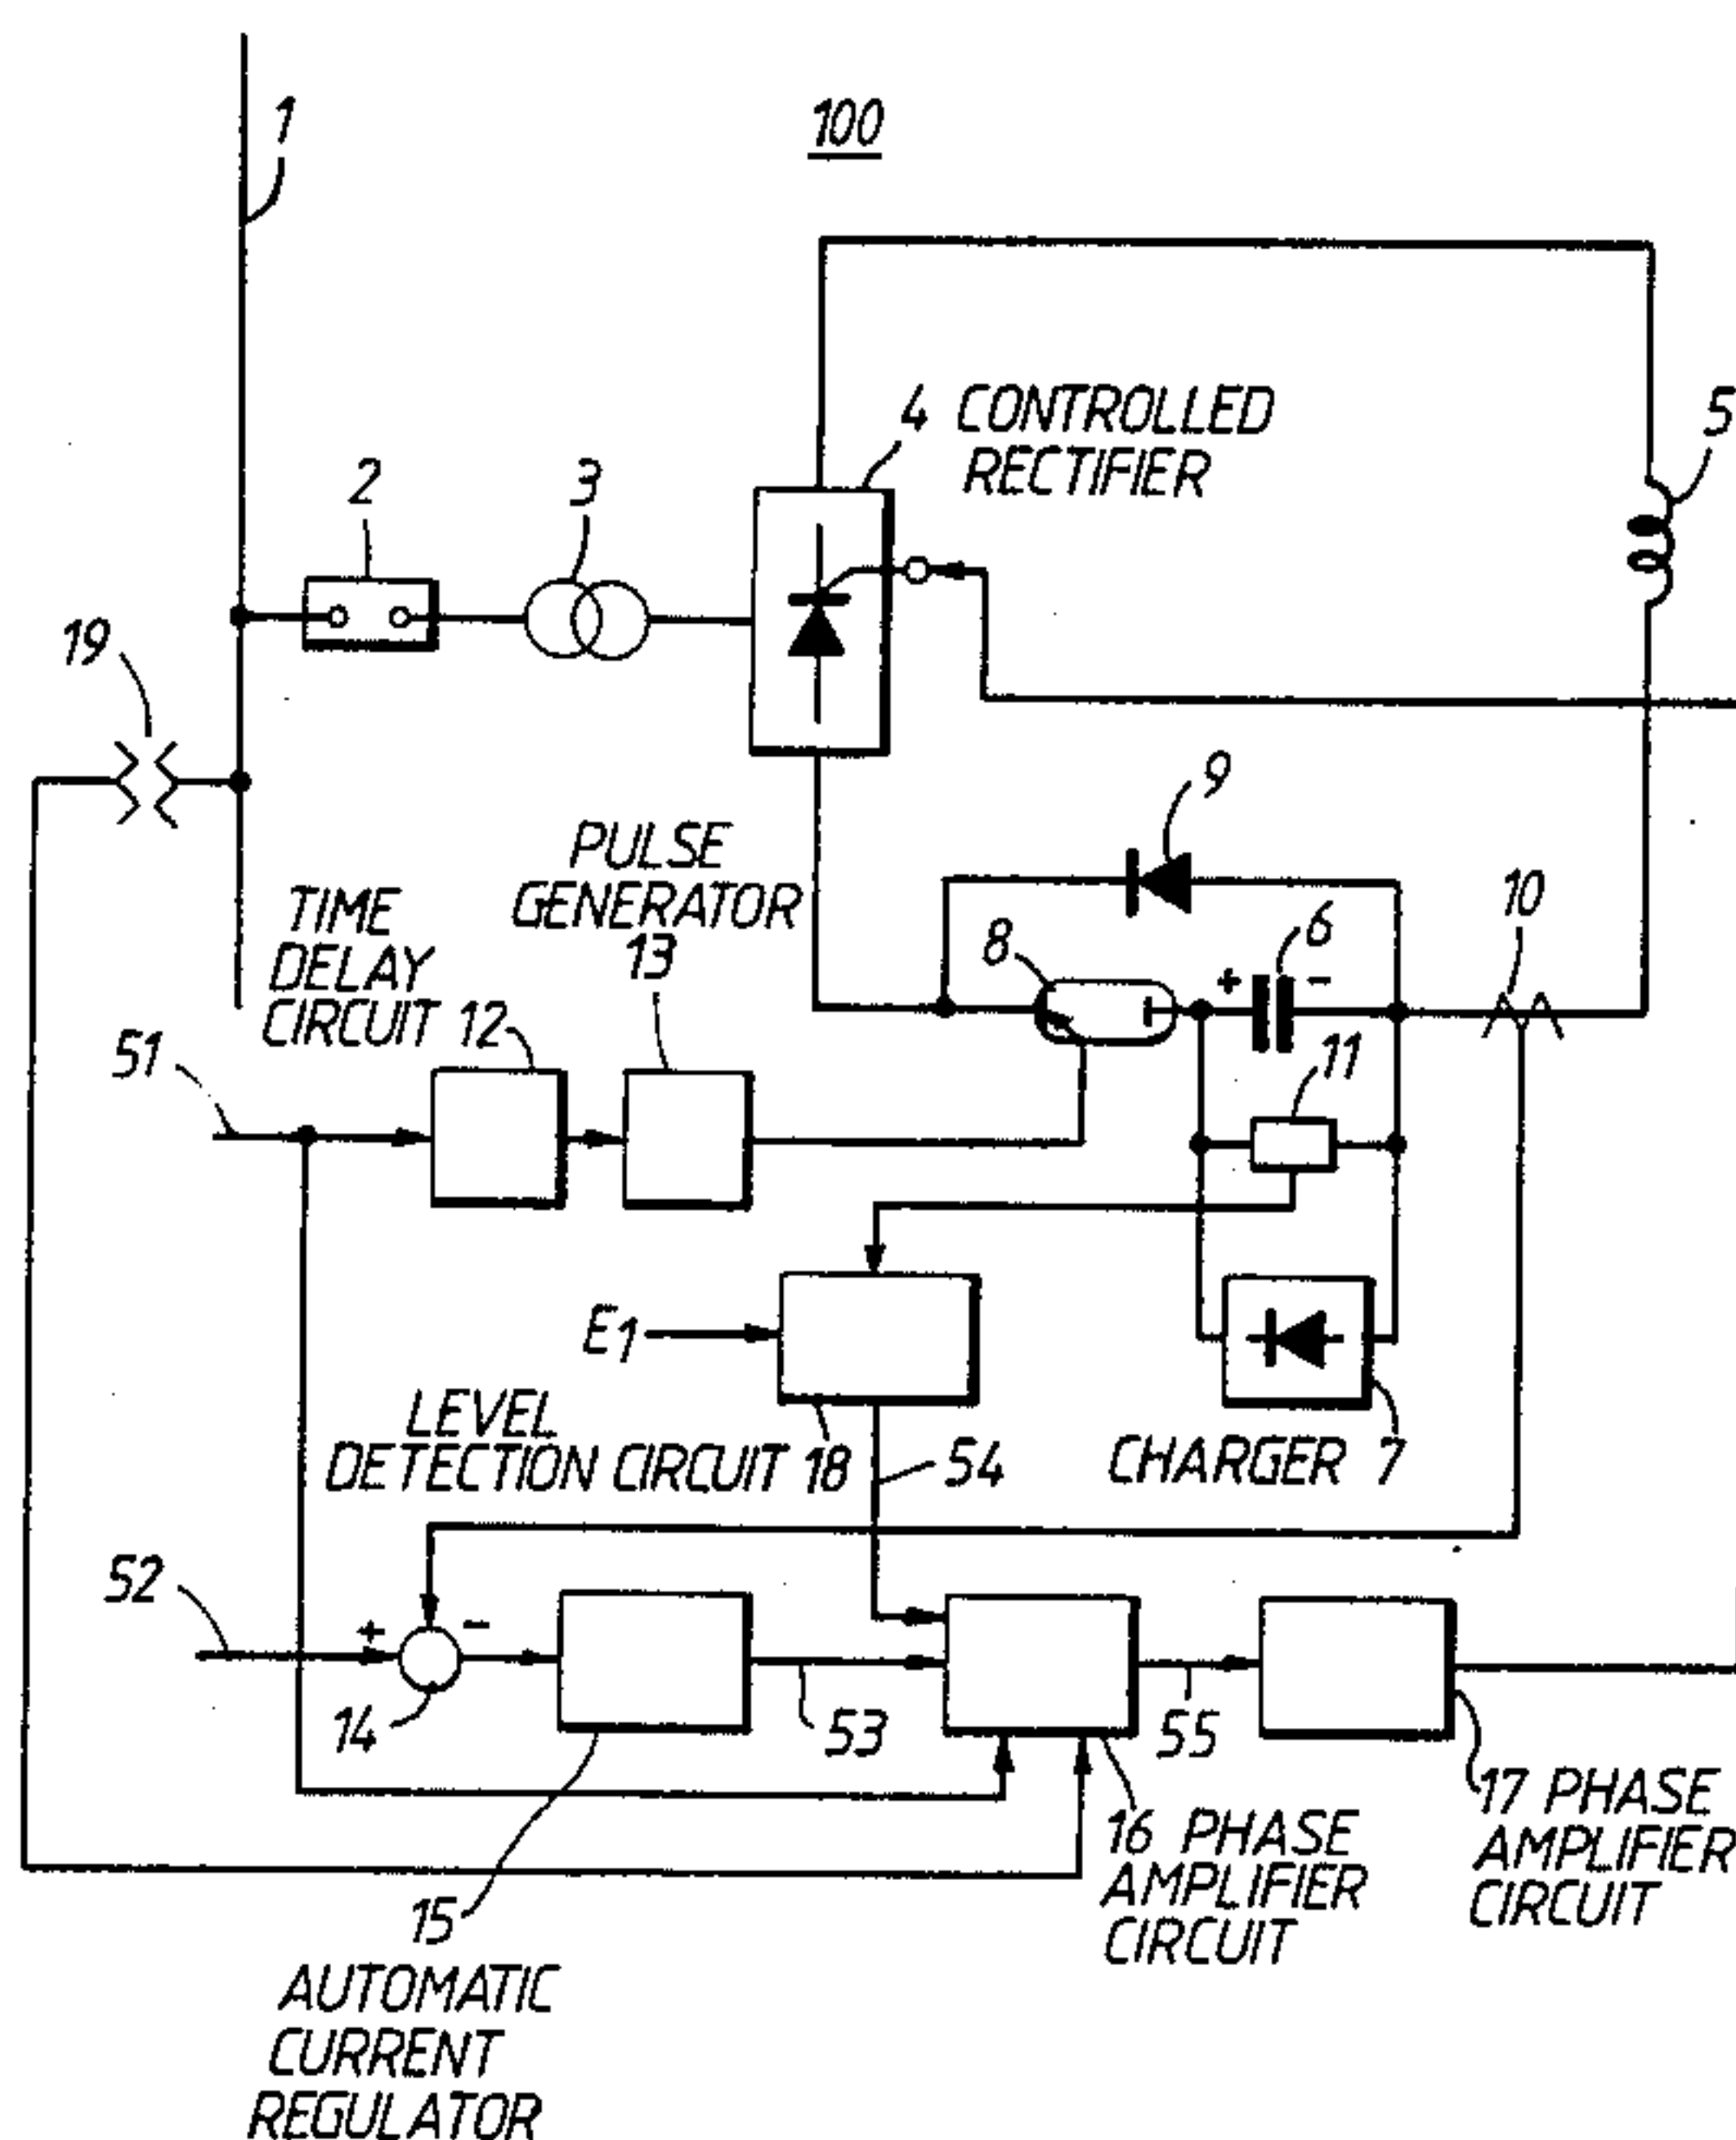 1
100
4 CONTROLLED
RECTIFIER
5
2
3
19
9
PULSE
GENERATOR
13
TIME
DELAY
CIRCUIT 12
8
+
6
-
10
11
51
E1
LEVEL
DETECTION CIRCUIT 18
54
CHARGER 7
52
+
-
14
53
55
15
AUTOMATIC
CURRENT
REGULATOR
16 PHASE
AMPLIFIER
CIRCUIT
17 PHASE
AMPLIFIER
CIRCUIT